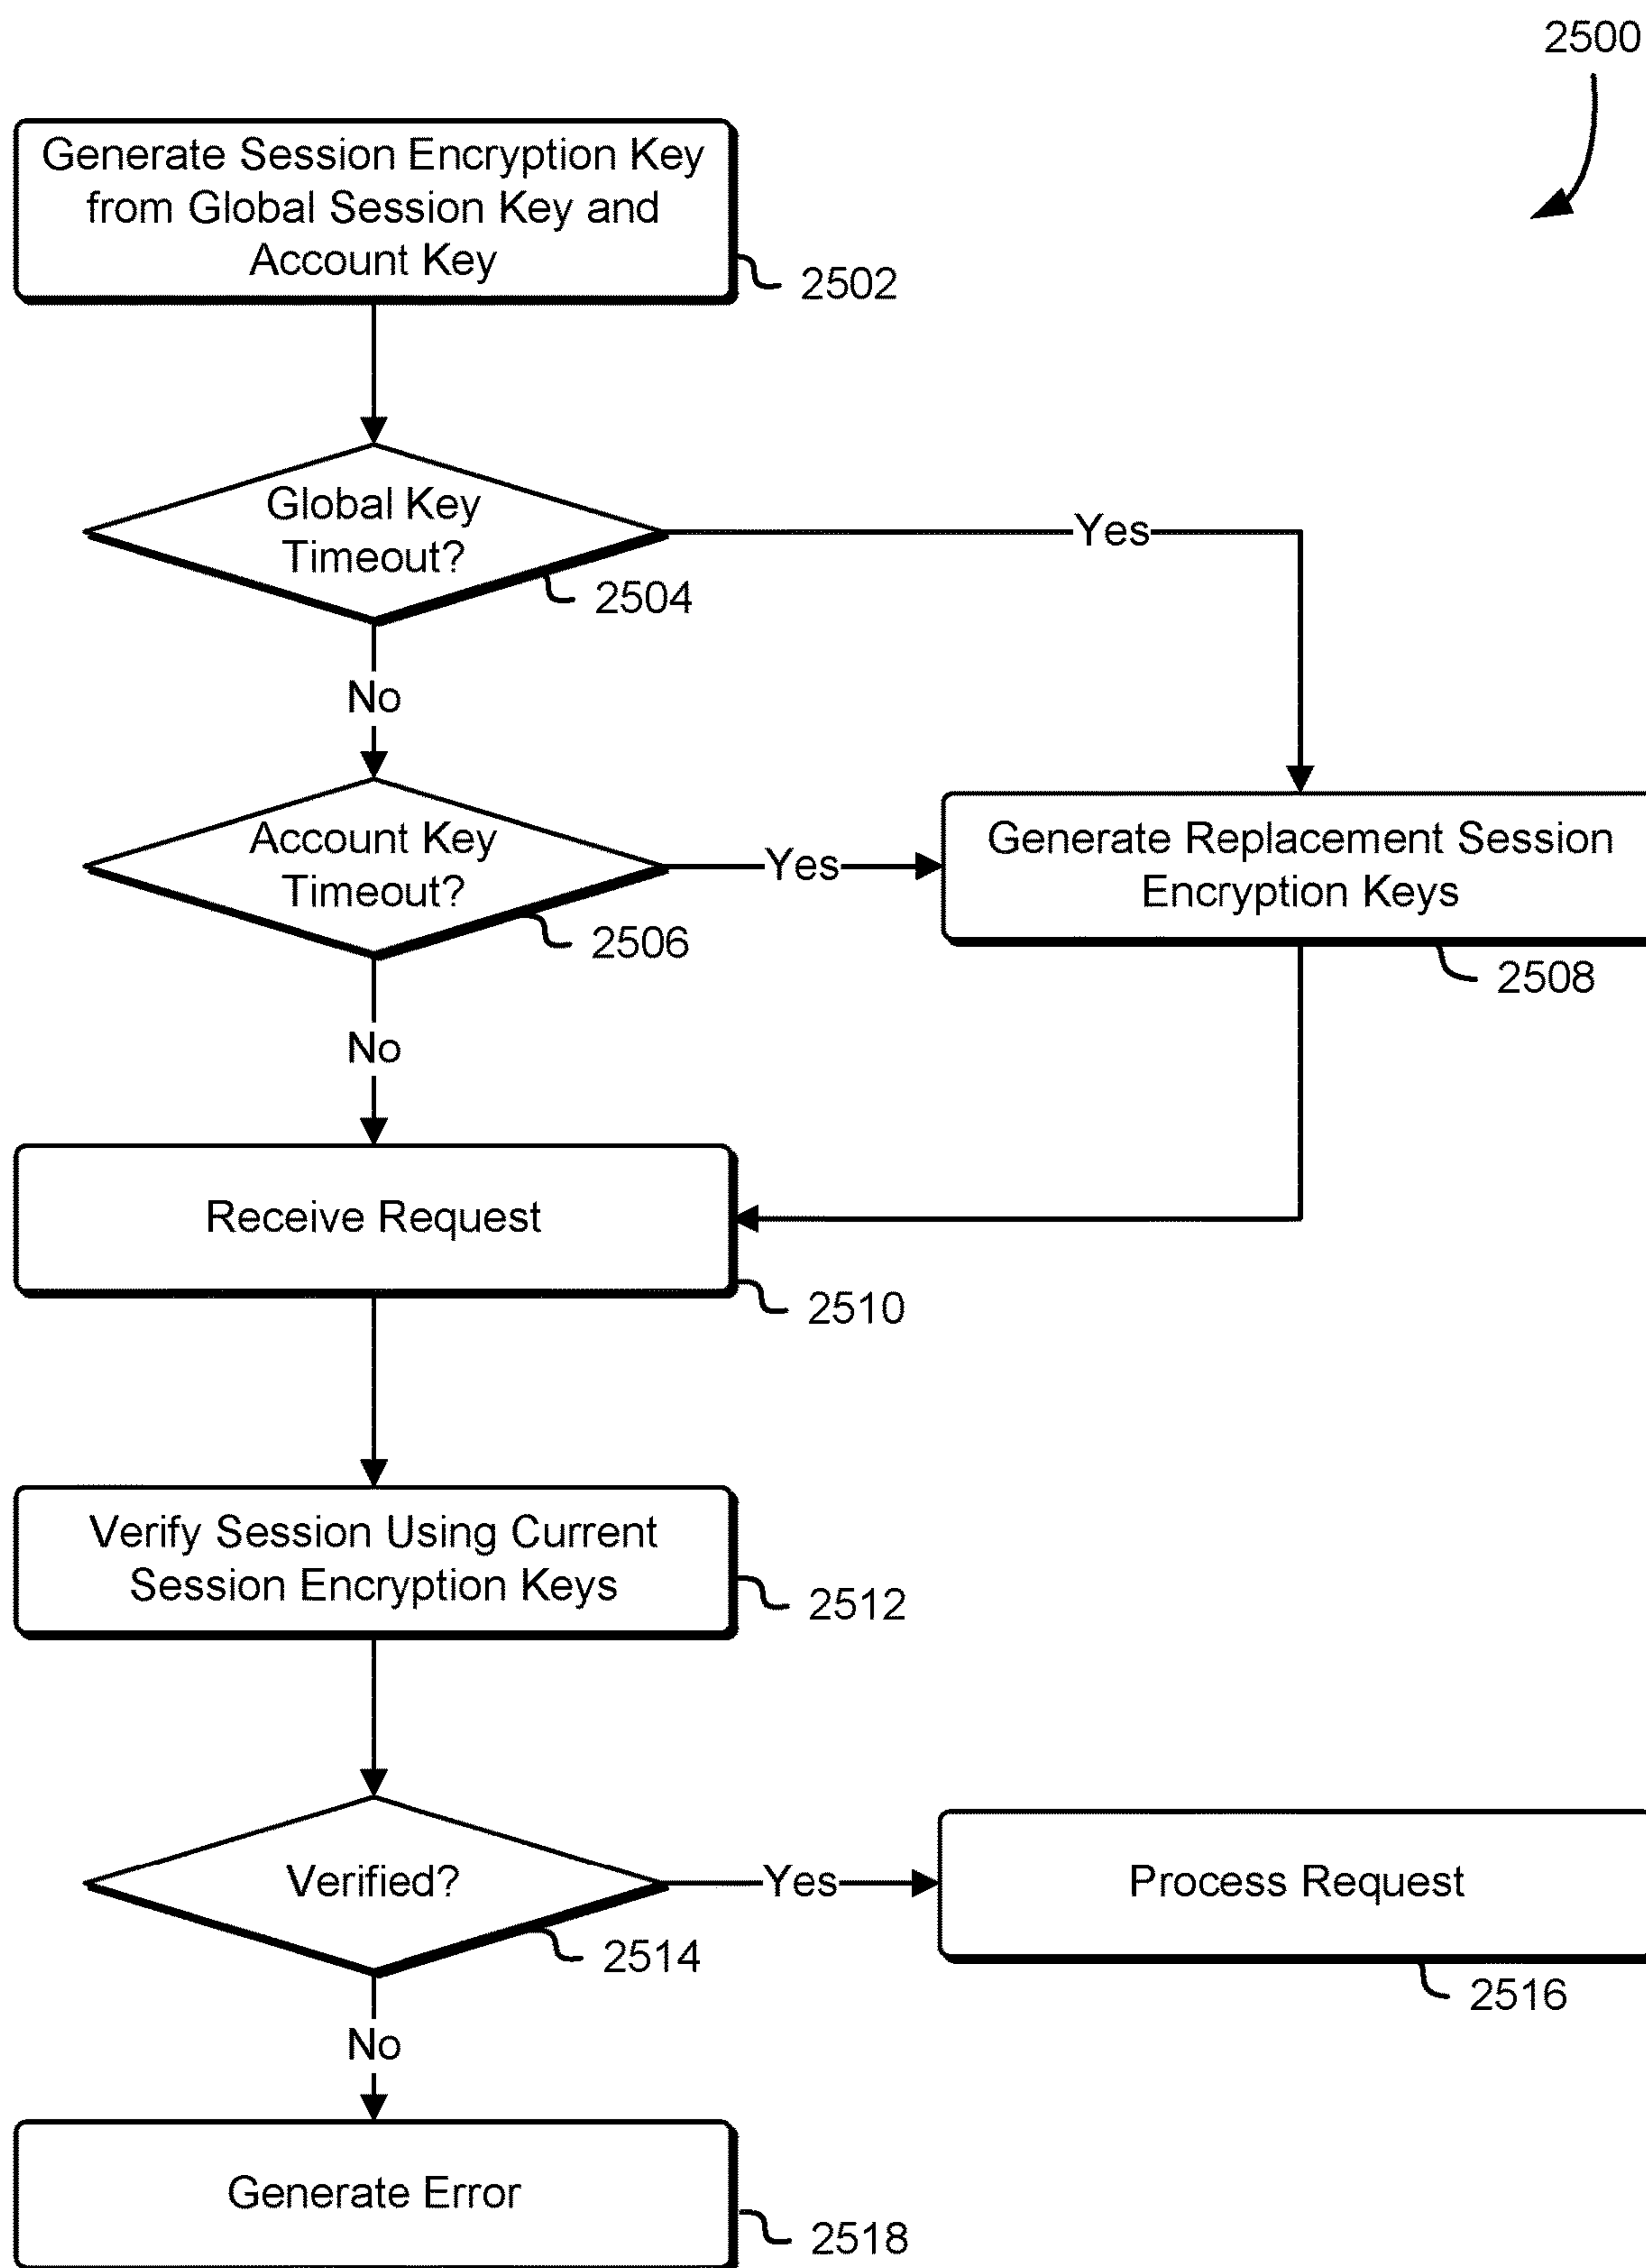 2500
Generate Session Encryption Key
from Global Session Key and
Account Key
2502
Global Key
Timeout?
2504
Yes
No
Account Key
Timeout?
2506
Yes
Generate Replacement Session
Encryption Keys
2508
No
Receive Request
2510
Verify Session Using Current
Session Encryption Keys
2512
Verified?
2514
Yes
Process Request
2516
No
Generate Error
2518